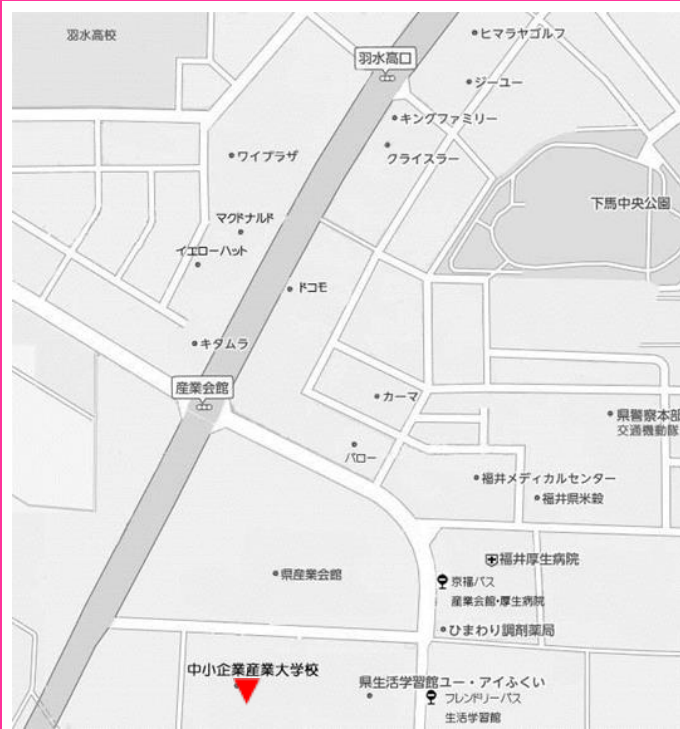 羽水高校
ヒマラヤゴルフ
羽水高口
ジーユー
キングファミリー
クライスラー
ワイプラザ
下馬中央公園
マクドナルド
イエローハット
ドコモ
キタムラ
産業会館
カーマ
県警察本部
交通機動隊
バロー
福井メディカルセンター
福井県米穀
福井厚生病院
県産業会館
京福バス
産業会館・厚生病院
ひまわり調剤薬局
中小企業産業大学校
県生活学習館ユー・アイふくい
フレンドリーバス
生活学習館